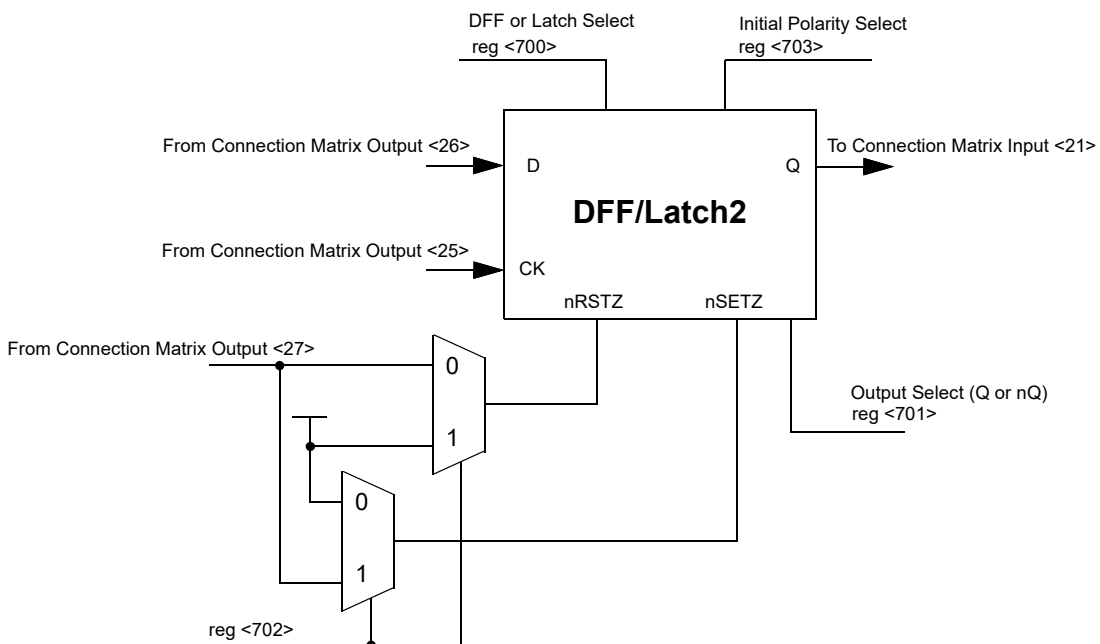 DFF or Latch Select
reg <700>
Initial Polarity Select
reg <703>
From Connection Matrix Output <26>
D
Q
To Connection Matrix Input <21>
DFF/Latch2
From Connection Matrix Output <25>
CK
nRSTZ
nSETZ
From Connection Matrix Output <27>
0
1
Output Select (Q or nQ)
reg <701>
0
1
reg <702>